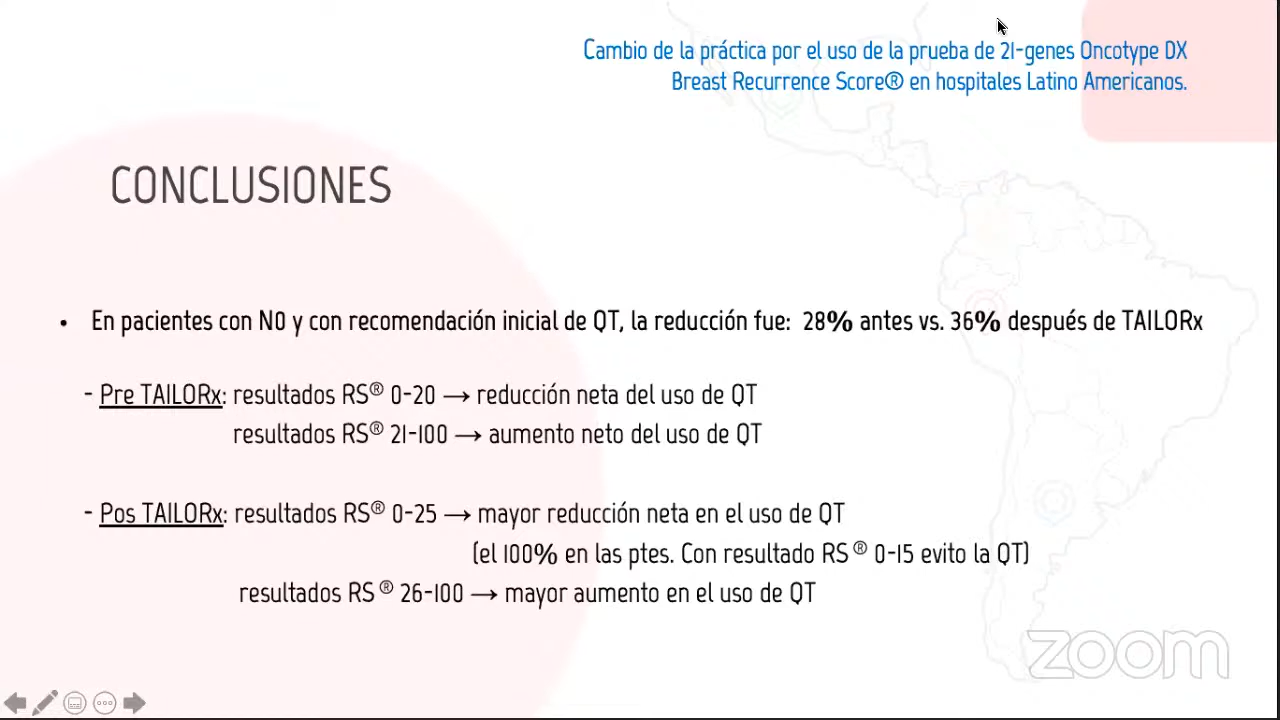 Cambio de la práctica por el uso de la prueba de 21-genes Oncotype DX
Breast Recurrence Score® en hospitales Latino Americanos.
CONCLUSIONES
• En pacientes con N0 y con recomendación inicial de QT, la reducción fue: 28% antes vs. 36% después de TAILORx
- Pre TAILORx: resultados RS® 0-20 → reducción neta del uso de QT
resultados RS® 21-100 → aumento neto del uso de QT
- Pos TAILORx: resultados RS® 0-25 → mayor reducción neta en el uso de QT
(el 100% en las ptes. Con resultado RS ® 0-15 evito la QT)
resultados RS ® 26-100 → mayor aumento en el uso de QT
zoom